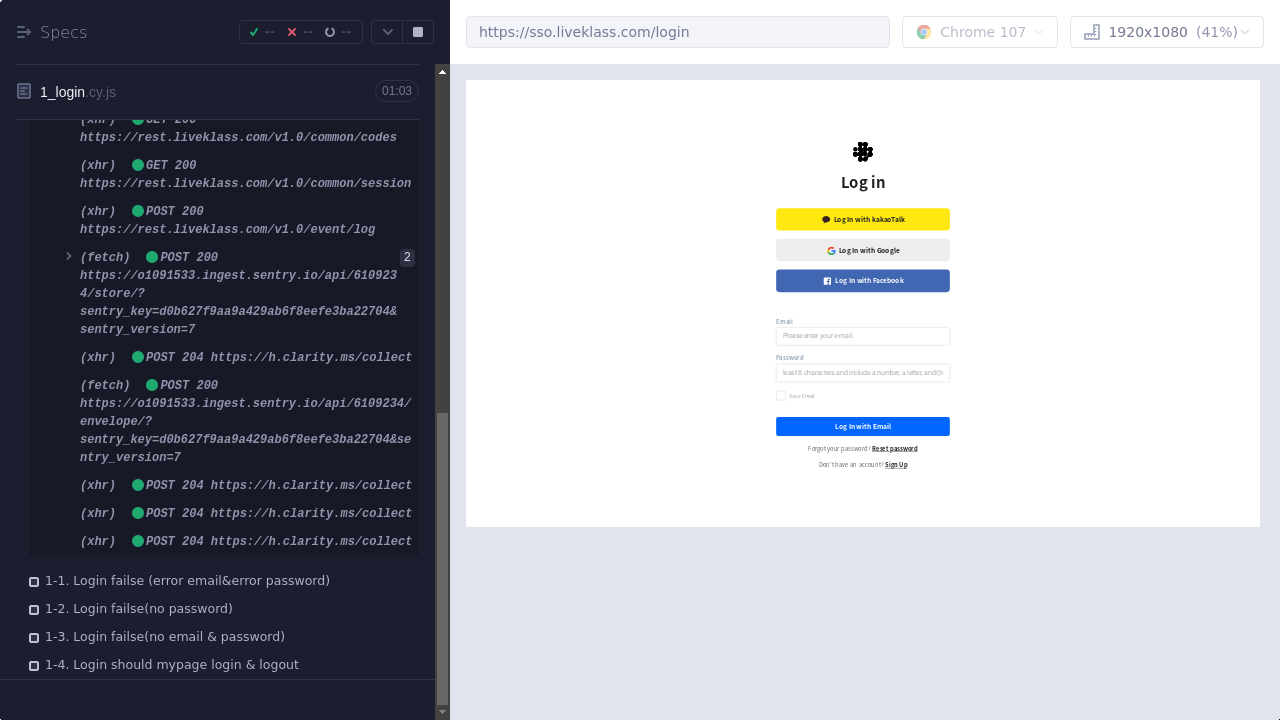 Specs
--
--
--
https://sso.liveklass.com/login
Chrome 107
1920x1080 (41%)
1_login.cy.js
01:03
(xhr) GET 200
https://rest.liveklass.com/v1.0/common/codes
(xhr) GET 200
https://rest.liveklass.com/v1.0/common/session
(xhr) POST 200
https://rest.liveklass.com/v1.0/event/log
(fetch) POST 200 2
https://o1091533.ingest.sentry.io/api/610923
4/store/?
sentry_key=d0b627f9aa9a429ab6f8eefe3ba22704&
sentry_version=7
(xhr) POST 204 https://h.clarity.ms/collect
(fetch) POST 200
https://o1091533.ingest.sentry.io/api/6109234/
envelope/?
sentry_key=d0b627f9aa9a429ab6f8eefe3ba22704&se
ntry_version=7
(xhr) POST 204 https://h.clarity.ms/collect
(xhr) POST 204 https://h.clarity.ms/collect
(xhr) POST 204 https://h.clarity.ms/collect
1-1. Login failse (error email&error password)
1-2. Login failse(no password)
1-3. Login failse(no email & password)
1-4. Login should mypage login & logout
Log in
Log In with kakaoTalk
Log In with Google
Log In with Facebook
Email
Please enter your e-mail.
Password
least 8 characters and include a number, a letter, and
Save Email
Log In with Email
Forgot your password? Reset password
Don't have an account? Sign Up